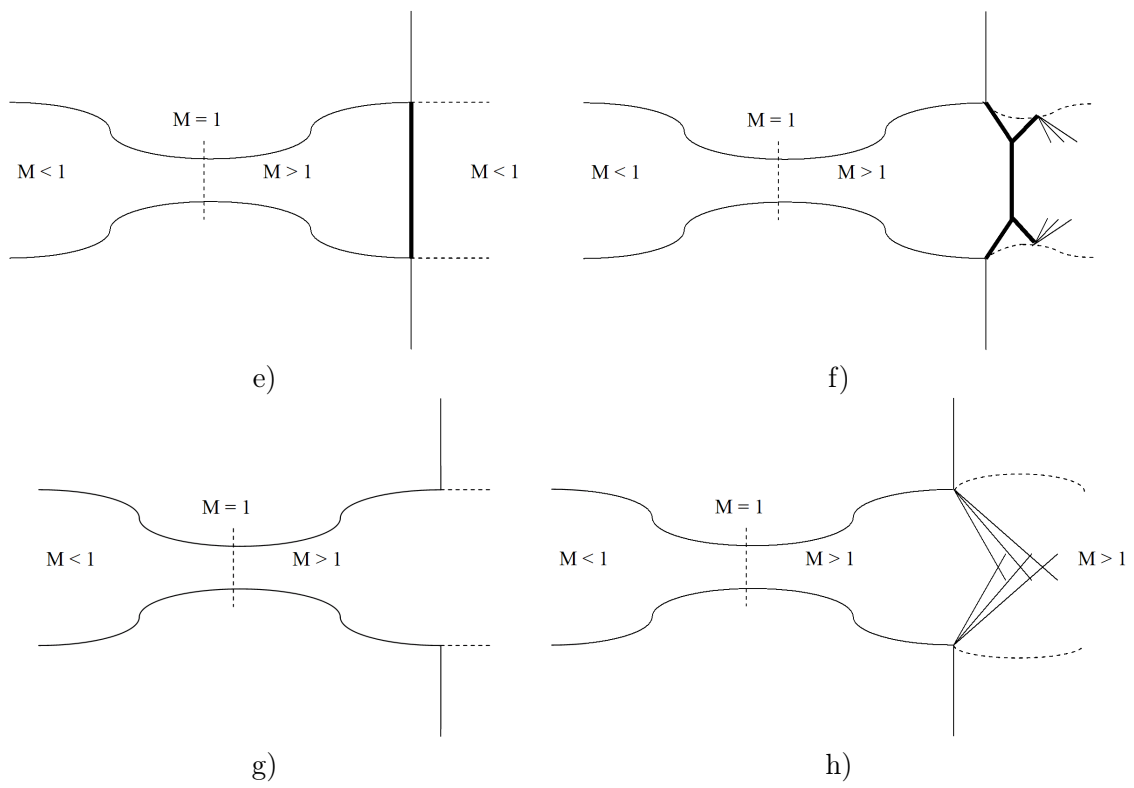 M = 1
M < 1
M > 1
M < 1
e)
M = 1
M < 1
M > 1
f)
M = 1
M < 1
M > 1
g)
M = 1
M < 1
M > 1
M > 1
h)